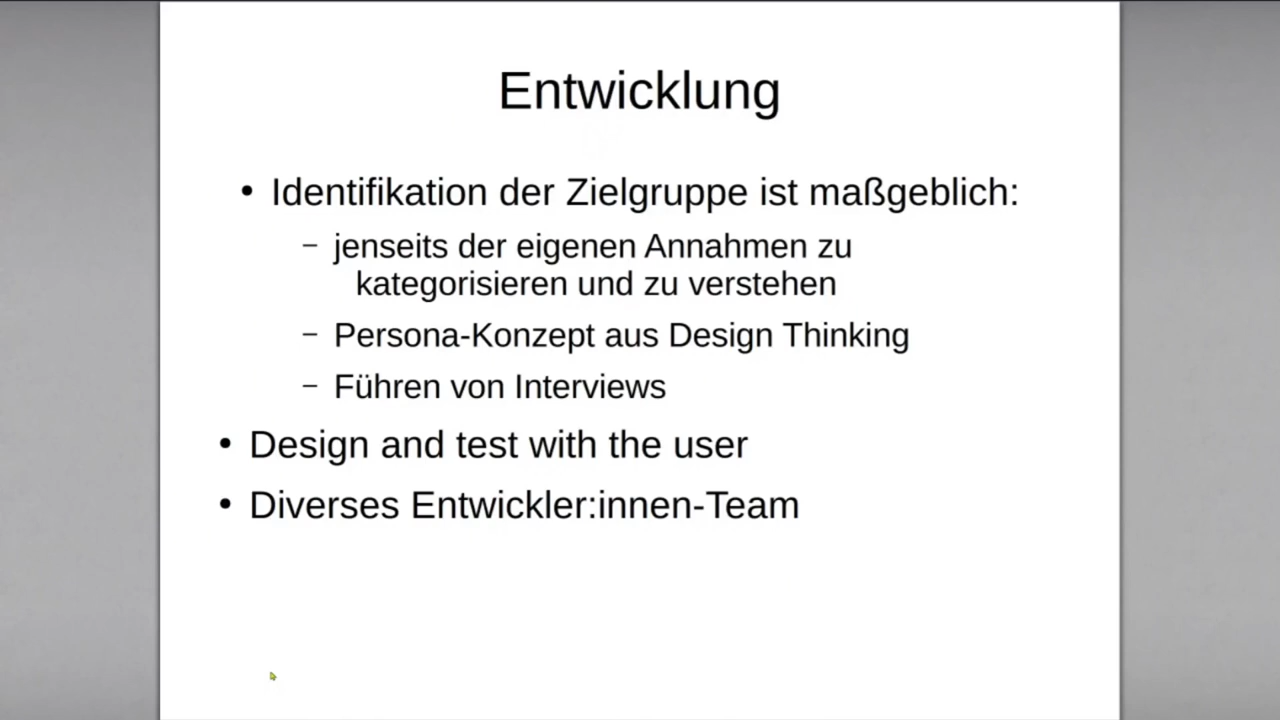 Entwicklung
• Identifikation der Zielgruppe ist maßgeblich:
– jenseits der eigenen Annahmen zu
kategorisieren und zu verstehen
– Persona-Konzept aus Design Thinking
– Führen von Interviews
• Design and test with the user
• Diverses Entwickler:innen-Team